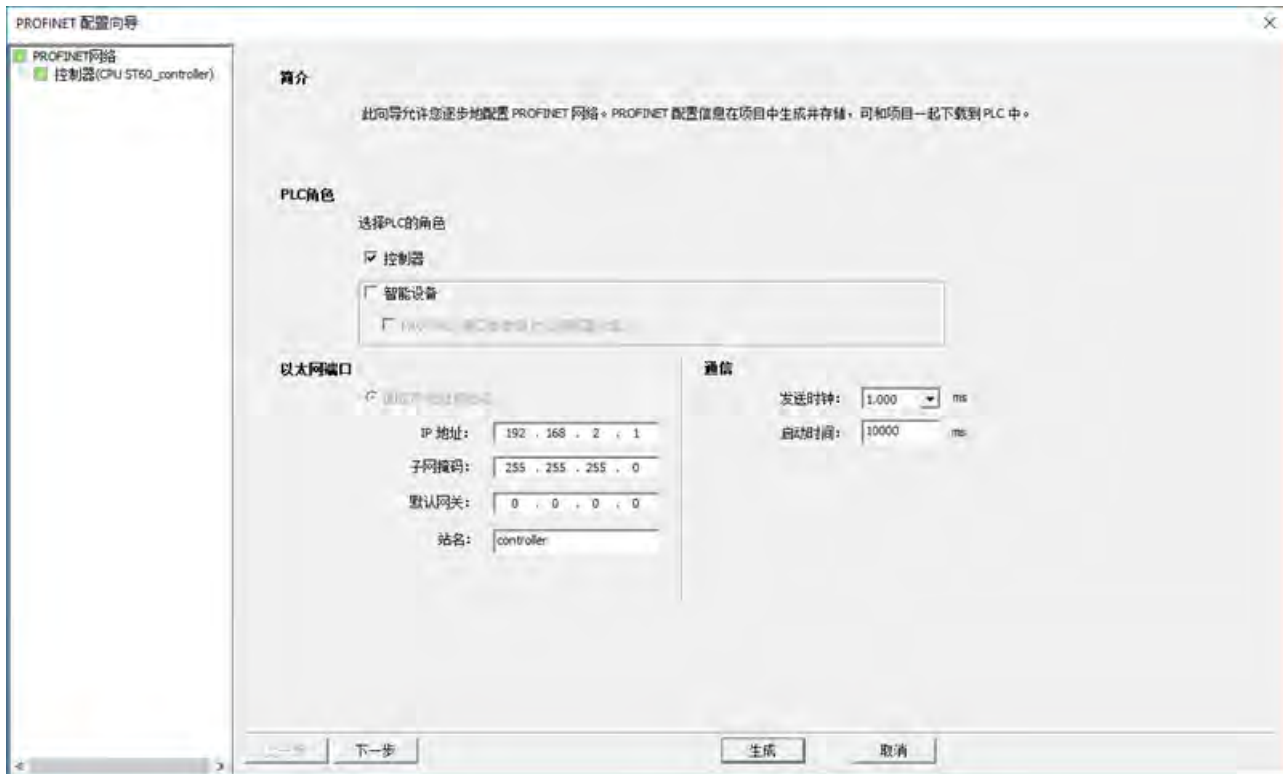 PROFINET 配置向导
PROFINET网络
控制器(CPU ST60_controller)
简介
此向导允许您逐步地配置 PROFINET 网络。PROFINET 配置信息在项目中生成并存储，可和项目一起下载到 PLC 中。
PLC角色
选择PLC的角色
控制器
智能设备
以太网端口
IP 地址： 192 . 168 . 2 . 1
子网掩码： 255 . 255 . 255 . 0
默认网关： 0 . 0 . 0 . 0
站名： controller
通信
发送时钟： 1.000 ms
启动时间： 10000 ms
上一步 下一步 生成 取消